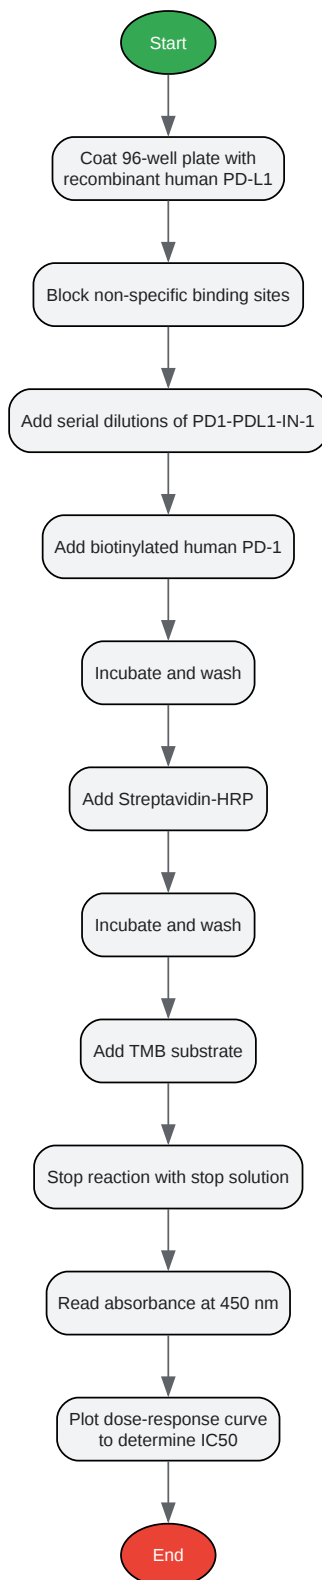 Start
Coat 96-well plate with
recombinant human PD-L1
Block non-specific binding sites
Add serial dilutions of PD1-PDL1-IN-1
Add biotinylated human PD-1
Incubate and wash
Add Streptavidin-HRP
Incubate and wash
Add TMB substrate
Stop reaction with stop solution
Read absorbance at 450 nm
Plot dose-response curve
to determine IC50
End